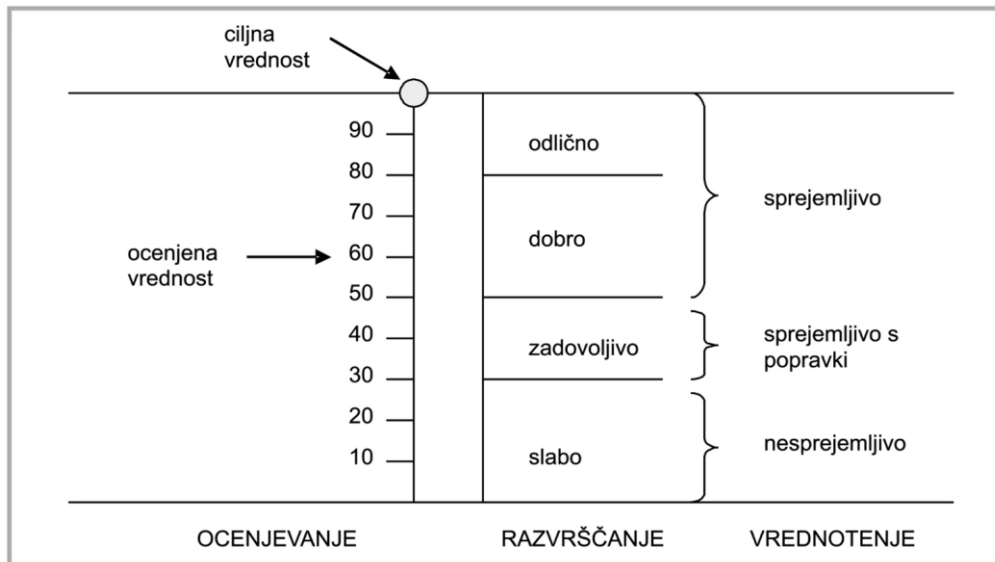 ciljna
vrednost
90
odlično
80
70
sprejemljivo
dobro
ocenjena
vrednost
60
50
40
zadovoljivo
sprejemljivo s
popravki
30
20
10
slabo
nesprejemljivo
OCENJEVANJE
RAZVRŠČANJE
VREDNOTENJE